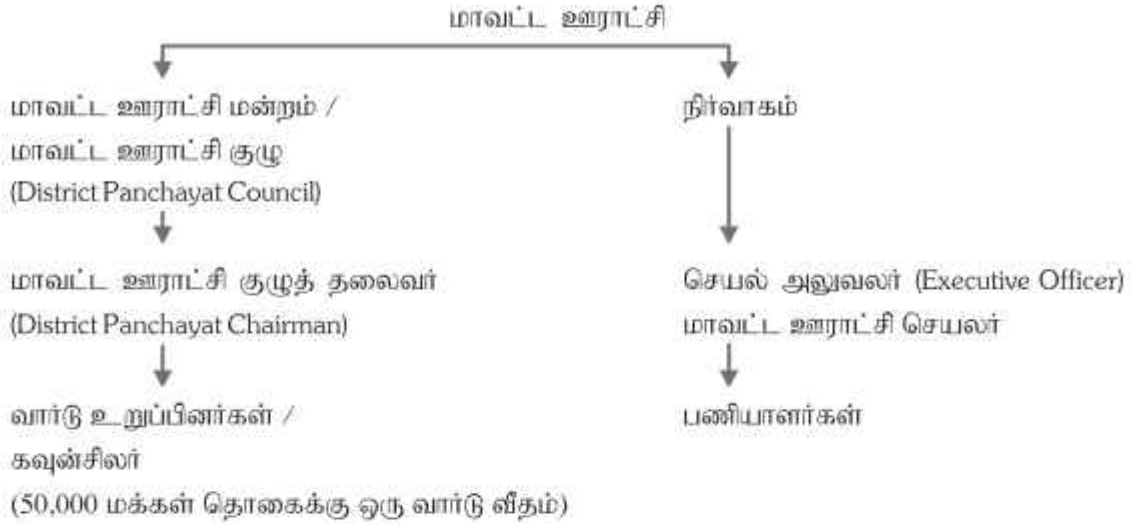 மாவட்ட ஊராட்சி
மாவட்ட ஊராட்சி மன்றம் /
மாவட்ட ஊராட்சி குழு
(District Panchayat Council)
மாவட்ட ஊராட்சி குழுத் தலைவர்
(District Panchayat Chairman)
வார்டு உறுப்பினர்கள் /
கவுன்சிலர்
(50,000 மக்கள் தொகைக்கு ஒரு வார்டு வீதம்)
நிர்வாகம்
செயல் அலுவலர் (Executive Officer)
மாவட்ட ஊராட்சி செயலர்
பணியாளர்கள்